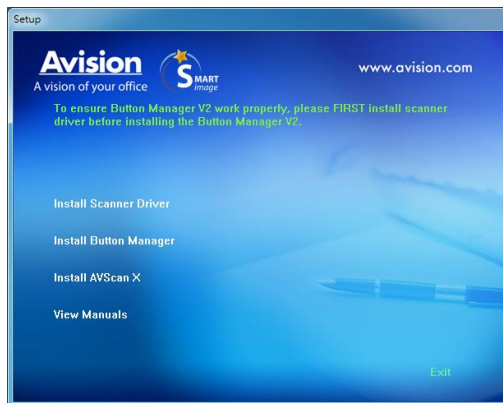 Setup
Avision
A vision of your office
SMART
image
www.avision.com
To ensure Button Manager V2 work properly, please FIRST install scanner
driver before installing the Button Manager V2.
Install Scanner Driver
Install Button Manager
Install AVScan X
View Manuals
Exit